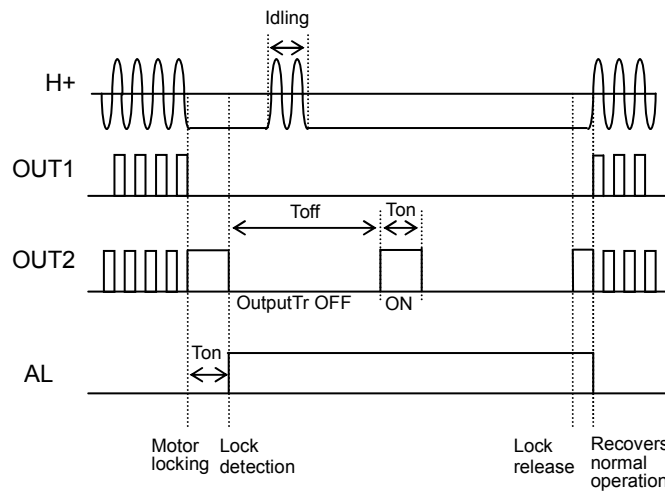 Idling
H+
OUT1
Toff
Ton
OUT2
OutputTr OFF
ON
Ton
AL
Motor
locking
Lock
detection
Lock
release
Recovers
normal
operation